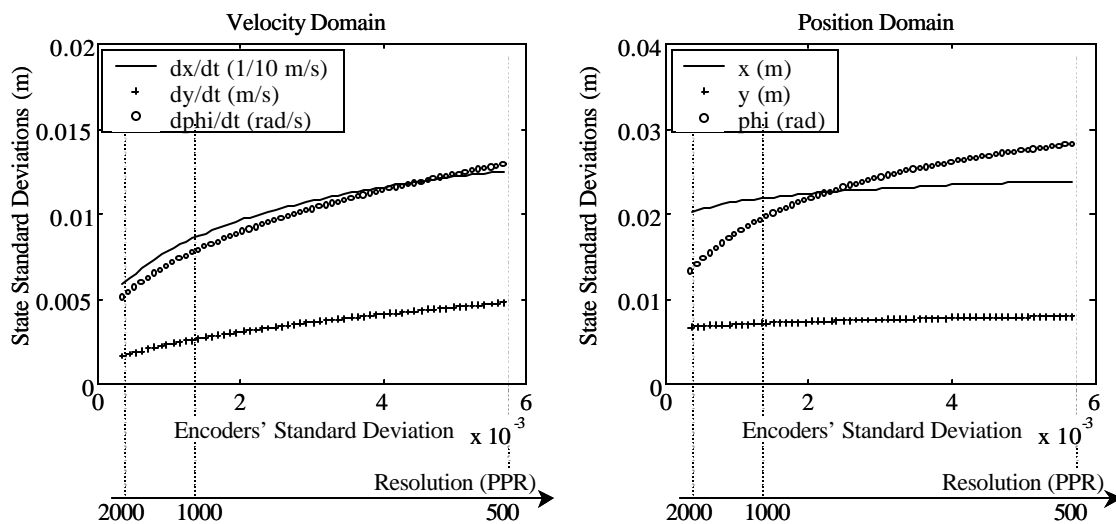 Velocity Domain
State Standard Deviations (m)
0.02
0.015
0.01
0.005
0
dx/dt (1/10 m/s)
dy/dt (m/s)
dphi/dt (rad/s)
0
2
4
6
Encoders’ Standard Deviation
x 10-3
Resolution (PPR)
2000
1000
500
Position Domain
State Standard Deviations (m)
0.04
0.03
0.02
0.01
0
x (m)
y (m)
phi (rad)
0
2
4
6
Encoders’ Standard Deviation
x 10-3
Resolution (PPR)
2000
1000
500